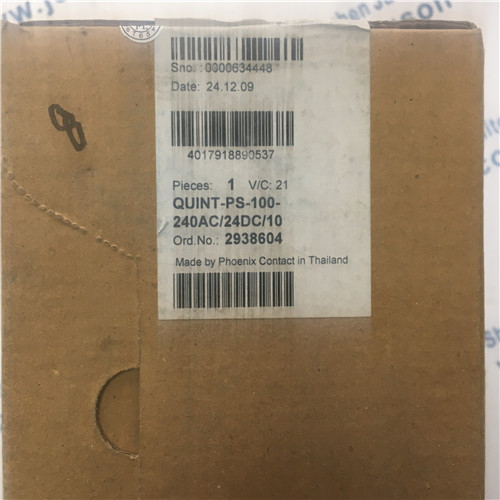 Sno.: 0000634448
Date: 24.12.09
4017918890537
Pieces: 1 V/C: 21
QUINT-PS-100-
240AC/24DC/10
Ord.No.: 2938604
Made by Phoenix Contact in Thailand